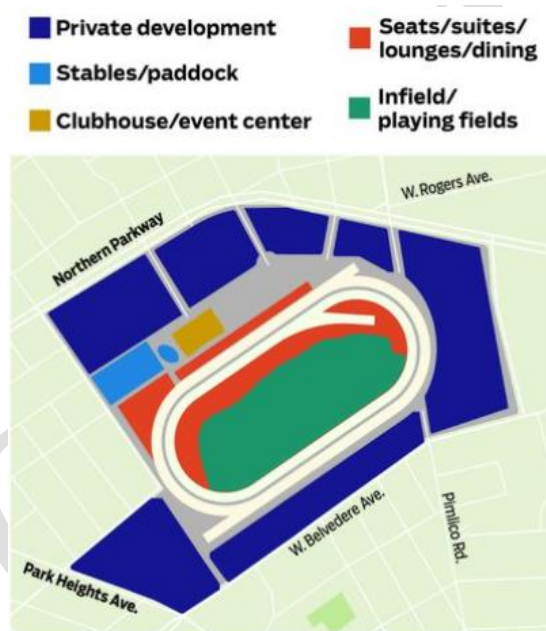 Private development
Stables/paddock
Clubhouse/event center
Seats/suites/
lounges/dining
Infield/
playing fields
W. Rogers Ave.
Northern Parkway
W. Belvedere Ave.
Pimlico Rd.
Park Heights Ave.